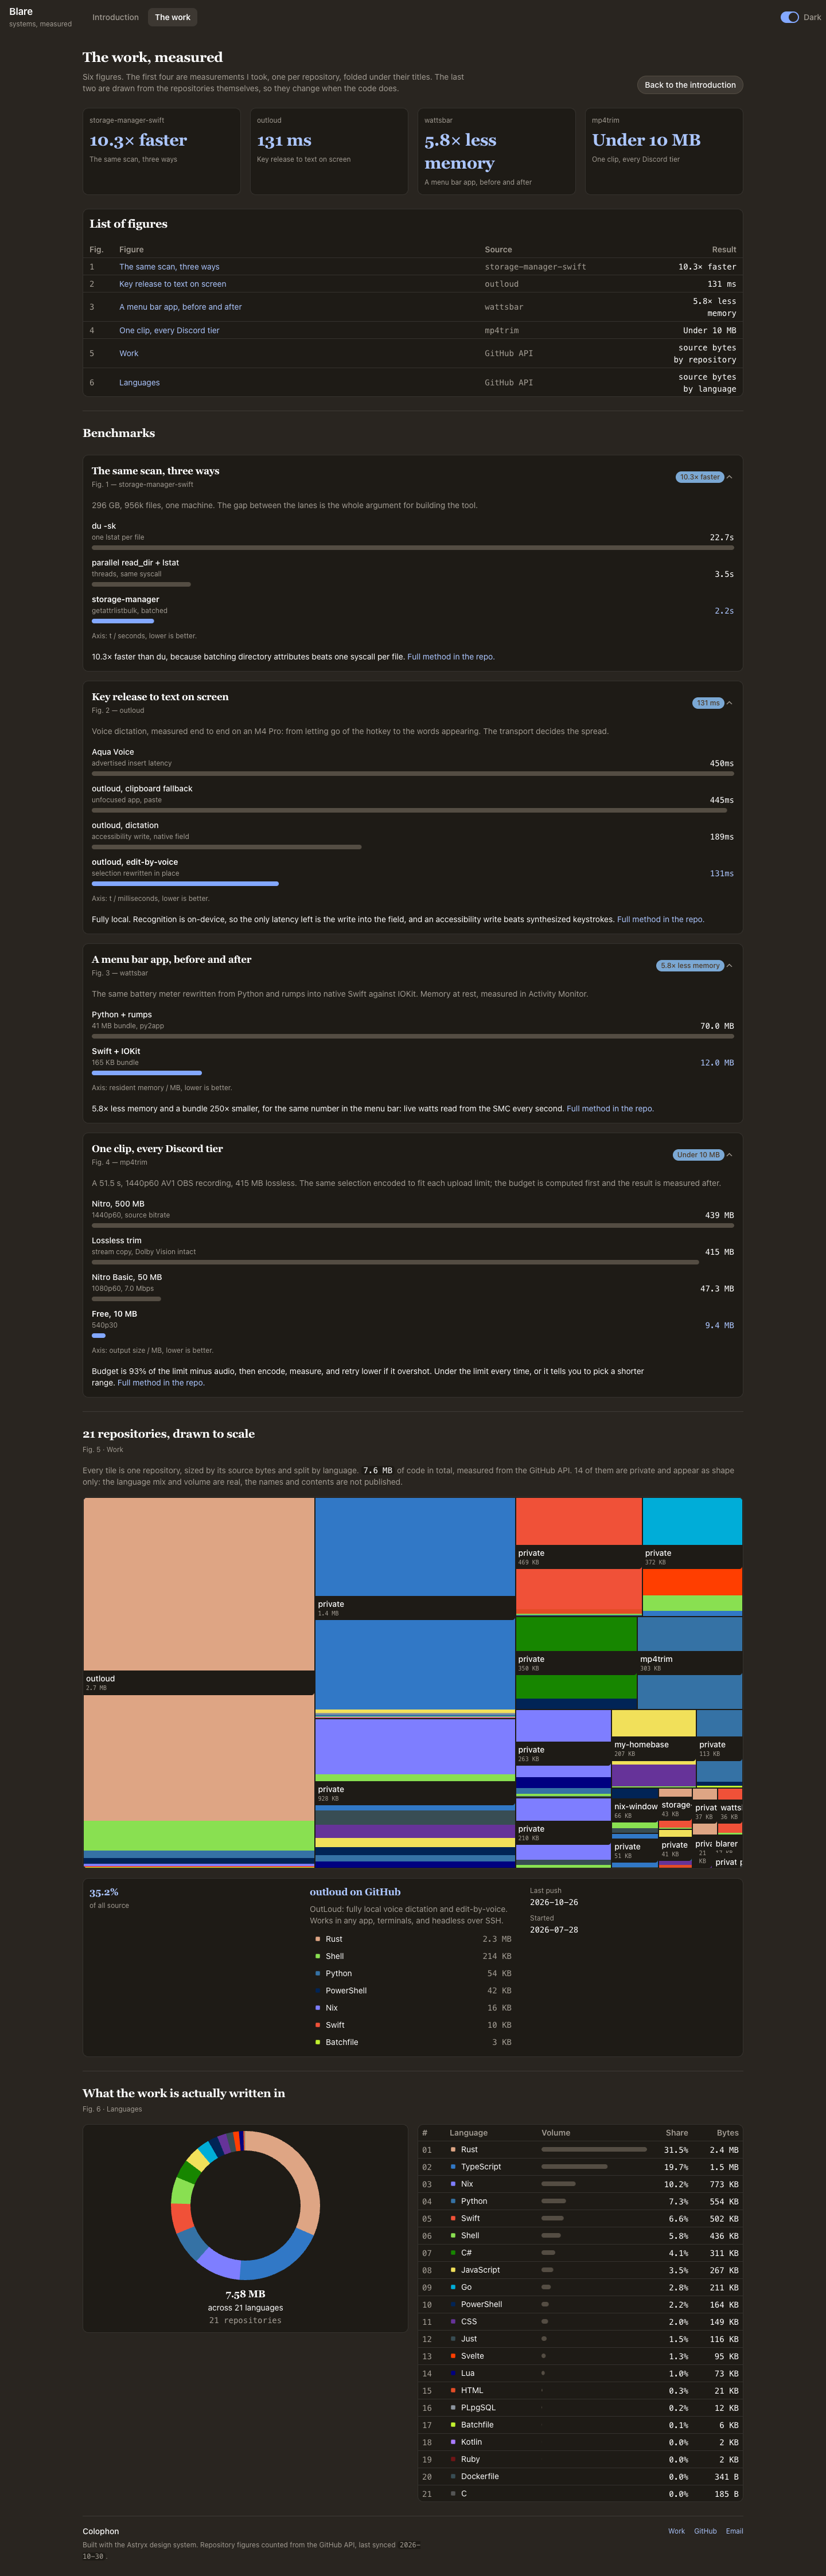 Blare
systems, measured
Introduction
The work
Dark
The work, measured
Six figures. The first four are measurements I took, one per repository, folded under their titles. The last
two are drawn from the repositories themselves, so they change when the code does.
Back to the introduction
storage-manager-swift
10.3× faster
The same scan, three ways
outloud
131 ms
Key release to text on screen
wattsbar
5.8× less
memory
A menu bar app, before and after
mp4trim
Under 10 MB
One clip, every Discord tier
List of figures
Fig. Figure Source Result
1 The same scan, three ways storage-manager-swift 10.3× faster
2 Key release to text on screen outloud 131 ms
3 A menu bar app, before and after wattsbar 5.8× less
memory
4 One clip, every Discord tier mp4trim Under 10 MB
5 Work GitHub API source bytes
by repository
6 Languages GitHub API source bytes
by language
Benchmarks
The same scan, three ways
Fig. 1 — storage-manager-swift
10.3× faster
296 GB, 956k files, one machine. The gap between the lanes is the whole argument for building the tool.
du -sk
one lstat per file
22.7s
parallel read_dir + lstat
threads, same syscall
3.5s
storage-manager
getattrlistbulk, batched
2.2s
Axis: t / seconds, lower is better.
10.3× faster than du, because batching directory attributes beats one syscall per file. Full method in the repo.
Key release to text on screen
Fig. 2 — outloud
131 ms
Voice dictation, measured end to end on an M4 Pro: from letting go of the hotkey to the words appearing. The transport decides the spread.
Aqua Voice
advertised insert latency
450ms
outloud, clipboard fallback
unfocused app, paste
445ms
outloud, dictation
accessibility write, native field
189ms
outloud, edit-by-voice
selection rewritten in place
131ms
Axis: t / milliseconds, lower is better.
Fully local. Recognition is on-device, so the only latency left is the write into the field, and an accessibility write beats synthesized keystrokes. Full method in the repo.
A menu bar app, before and after
Fig. 3 — wattsbar
5.8× less memory
The same battery meter rewritten from Python and rumps into native Swift against IOKit. Memory at rest, measured in Activity Monitor.
Python + rumps
41 MB bundle, py2app
70.0 MB
Swift + IOKit
165 KB bundle
12.0 MB
Axis: resident memory / MB, lower is better.
5.8× less memory and a bundle 250× smaller, for the same number in the menu bar: live watts read from the SMC every second. Full method in the repo.
One clip, every Discord tier
Fig. 4 — mp4trim
Under 10 MB
A 51.5 s, 1440p60 AV1 OBS recording, 415 MB lossless. The same selection encoded to fit each upload limit; the budget is computed first and the result is measured after.
Nitro, 500 MB
1440p60, source bitrate
439 MB
Lossless trim
stream copy, Dolby Vision intact
415 MB
Nitro Basic, 50 MB
1080p60, 7.0 Mbps
47.3 MB
Free, 10 MB
540p30
9.4 MB
Axis: output size / MB, lower is better.
Budget is 93% of the limit minus audio, then encode, measure, and retry lower if it overshot. Under the limit every time, or it tells you to pick a shorter
range. Full method in the repo.
21 repositories, drawn to scale
Fig. 5 · Work
Every tile is one repository, sized by its source bytes and split by language. 7.6 MB of code in total, measured from the GitHub API. 14 of them are private and appear as shape
only: the language mix and volume are real, the names and contents are not published.
outloud
2.7 MB
private
1.4 MB
private
928 KB
private
469 KB
private
372 KB
private
350 KB
mp4trim
303 KB
private
263 KB
my-homebase
207 KB
private
113 KB
private
210 KB
nix-window
66 KB
storage-
43 KB
privat
37 KB
watts
36 KB
private
51 KB
private
41 KB
priva
21
KB
blarer
privat p
35.2%
of all source
outloud on GitHub
OutLoud: fully local voice dictation and edit-by-voice.
Works in any app, terminals, and headless over SSH.
Rust 2.3 MB
Shell 214 KB
Python 54 KB
PowerShell 42 KB
Nix 16 KB
Swift 10 KB
Batchfile 3 KB
Last push
2026-10-26
Started
2026-07-28
What the work is actually written in
Fig. 6 · Languages
7.58 MB
across 21 languages
21 repositories
# Language Volume Share Bytes
01 Rust 31.5% 2.4 MB
02 TypeScript 19.7% 1.5 MB
03 Nix 10.2% 773 KB
04 Python 7.3% 554 KB
05 Swift 6.6% 502 KB
06 Shell 5.8% 436 KB
07 C# 4.1% 311 KB
08 JavaScript 3.5% 267 KB
09 Go 2.8% 211 KB
10 PowerShell 2.2% 164 KB
11 CSS 2.0% 149 KB
12 Just 1.5% 116 KB
13 Svelte 1.3% 95 KB
14 Lua 1.0% 73 KB
15 HTML 0.3% 21 KB
16 PLpgSQL 0.2% 12 KB
17 Batchfile 0.1% 6 KB
18 Kotlin 0.0% 2 KB
19 Ruby 0.0% 2 KB
20 Dockerfile 0.0% 341 B
21 C 0.0% 185 B
Colophon
Built with the Astryx design system. Repository figures counted from the GitHub API, last synced. 2026-
10-30.
Work
GitHub
Email